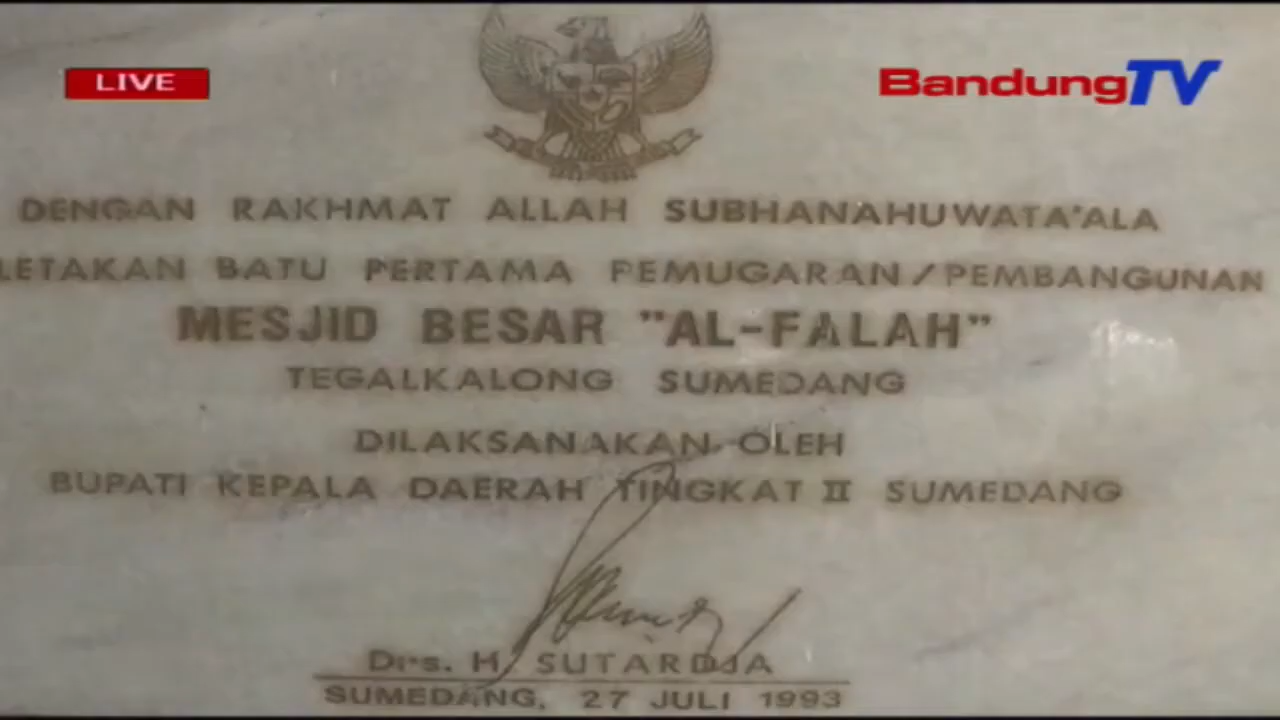 LIVE
BandungTV
DENGAN RAKHMAT ALLAH SUBHANAHUWATA'ALA
LETAKAN BATU PERTAMA PEMUGARAN/PEMBANGUNAN
MESJID BESAR "AL-FALAH"
TEGALKALONG SUMEDANG
DILAKSANAKAN OLEH
BUPATI KEPALA DAERAH TINGKAT II SUMEDANG
Drs. H. SUTARDJA
SUMEDANG, 27 JULI 1993